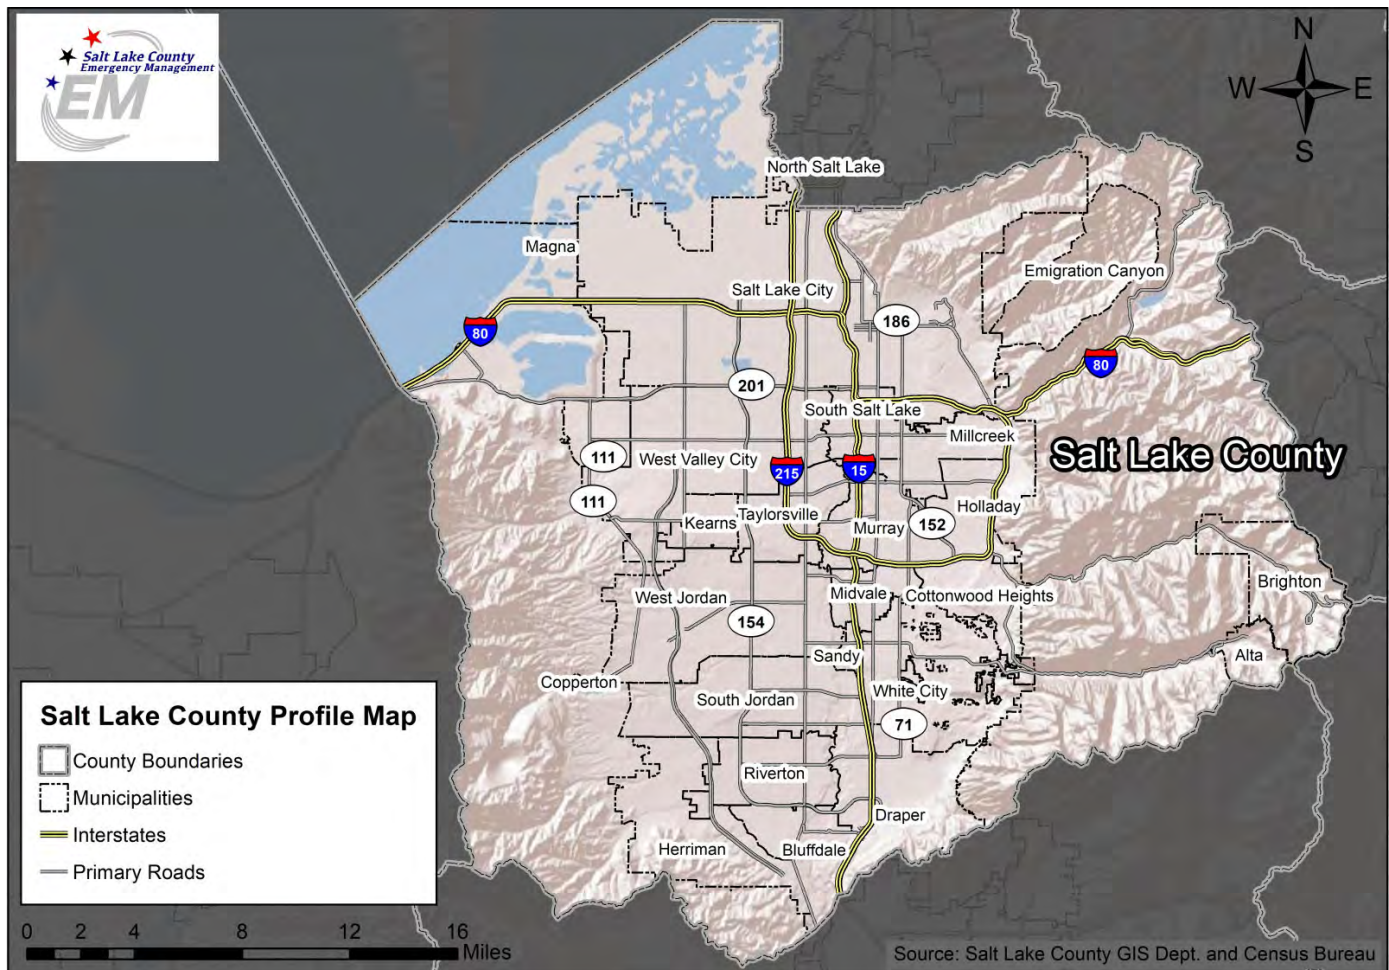 Salt Lake County
Emergency Management
EM
N
W E
S
North Salt Lake
Magna
Emigration Canyon
Salt Lake City
80
186
80
201
South Salt Lake
Millcreek
111
West Valley City
Salt Lake County
215
15
111
Taylorsville
Kearns
Murray
152
Holladay
Brighton
West Jordan
Midvale
Cottonwood Heights
154
Sandy
Alta
Copperton
South Jordan
White City
71
Riverton
Draper
Herriman
Bluffdale
Salt Lake County Profile Map
County Boundaries
Municipalities
Interstates
Primary Roads
0 2 4 8 12 16
Miles
Source: Salt Lake County GIS Dept. and Census Bureau